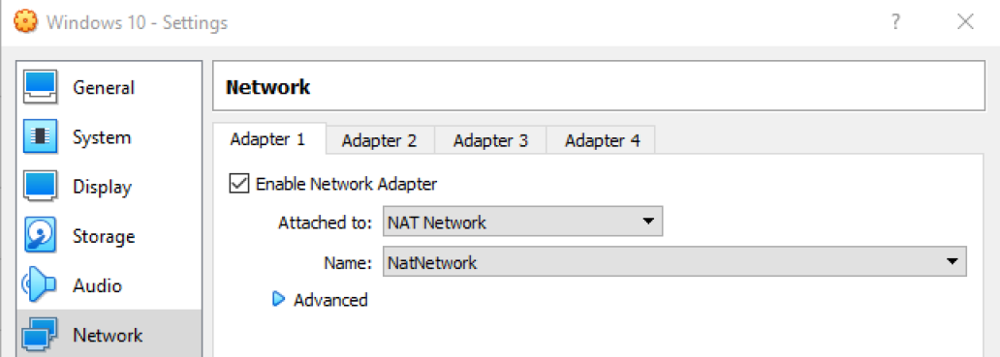 Windows 10 - Settings
?
General
System
Display
Storage
Audio
Network
Network
Adapter 1
Adapter 2
Adapter 3
Adapter 4
Enable Network Adapter
Attached to: NAT Network
Name: NatNetwork
Advanced